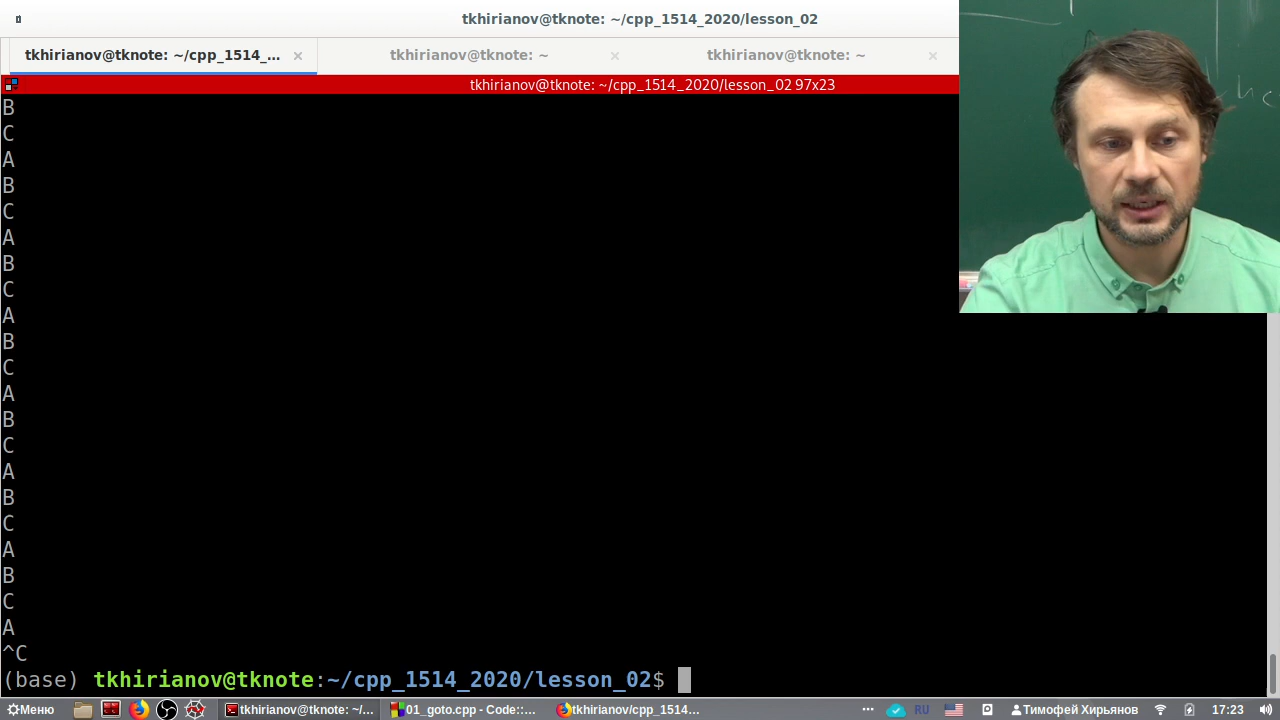 tkhirianov@tknote: ~/cpp_1514_2020/lesson_02
tkhirianov@tknote: ~/cpp_1514_... × tkhirianov@tknote: ~ × tkhirianov@tknote: ~ ×
tkhirianov@tknote: ~/cpp_1514_2020/lesson_02 97x23
B
C
A
B
C
A
B
C
A
B
C
A
B
C
A
B
C
A
B
C
A
^C
(base) tkhirianov@tknote:~/cpp_1514_2020/lesson_02$
Меню tkhirianov@tknote: ~/... 01_goto.cpp - Code::... tkhirianov/cpp_1514... ··· RU Тимофей Хирьянов 17:23